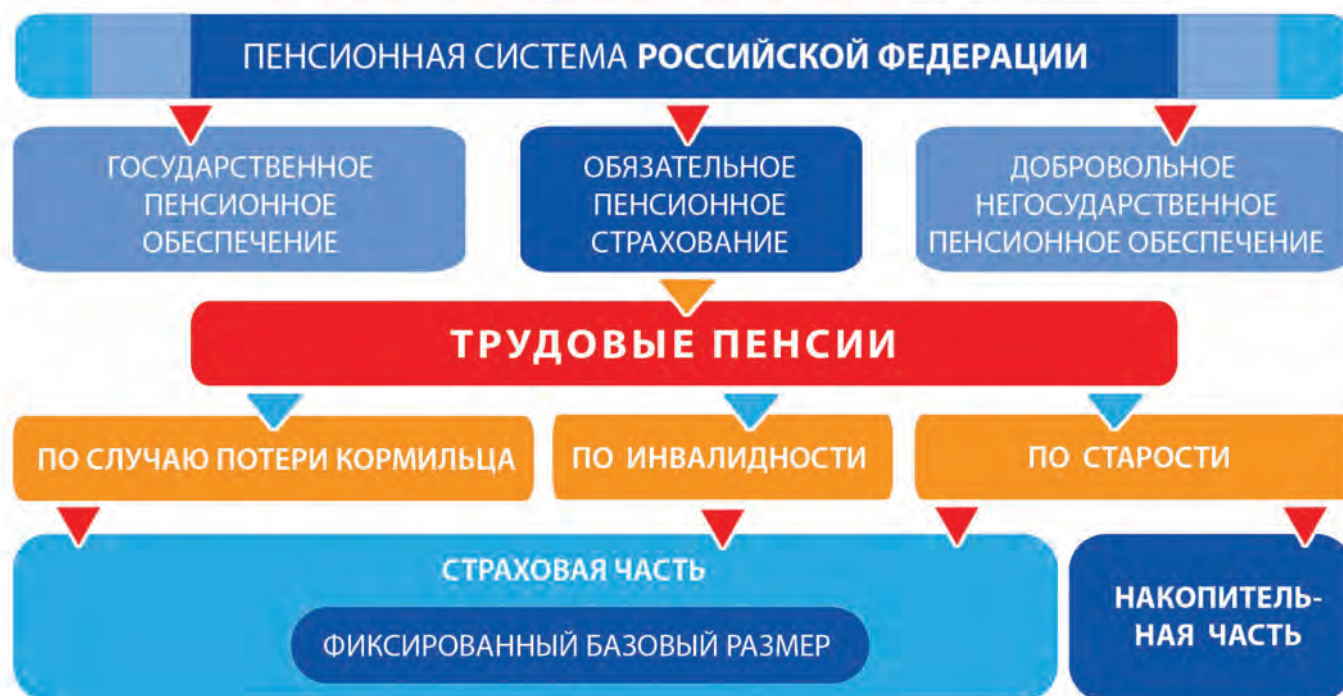 ПЕНСИОННАЯ СИСТЕМА РОССИЙСКОЙ ФЕДЕРАЦИИ
ГОСУДАРСТВЕННОЕ
ПЕНСИОННОЕ
ОБЕСПЕЧЕНИЕ
ОБЯЗАТЕЛЬНОЕ
ПЕНСИОННОЕ
СТРАХОВАНИЕ
ДОБРОВОЛЬНОЕ
НЕГОСУДАРСТВЕННОЕ
ПЕНСИОННОЕ ОБЕСПЕЧЕНИЕ
ТРУДОВЫЕ ПЕНСИИ
ПО СЛУЧАЮ ПОТЕРИ КОРМИЛЬЦА
ПО ИНВАЛИДНОСТИ
ПО СТАРОСТИ
СТРАХОВАЯ ЧАСТЬ
ФИКСИРОВАННЫЙ БАЗОВЫЙ РАЗМЕР
НАКОПИТЕЛЬ-
НАЯ ЧАСТЬ